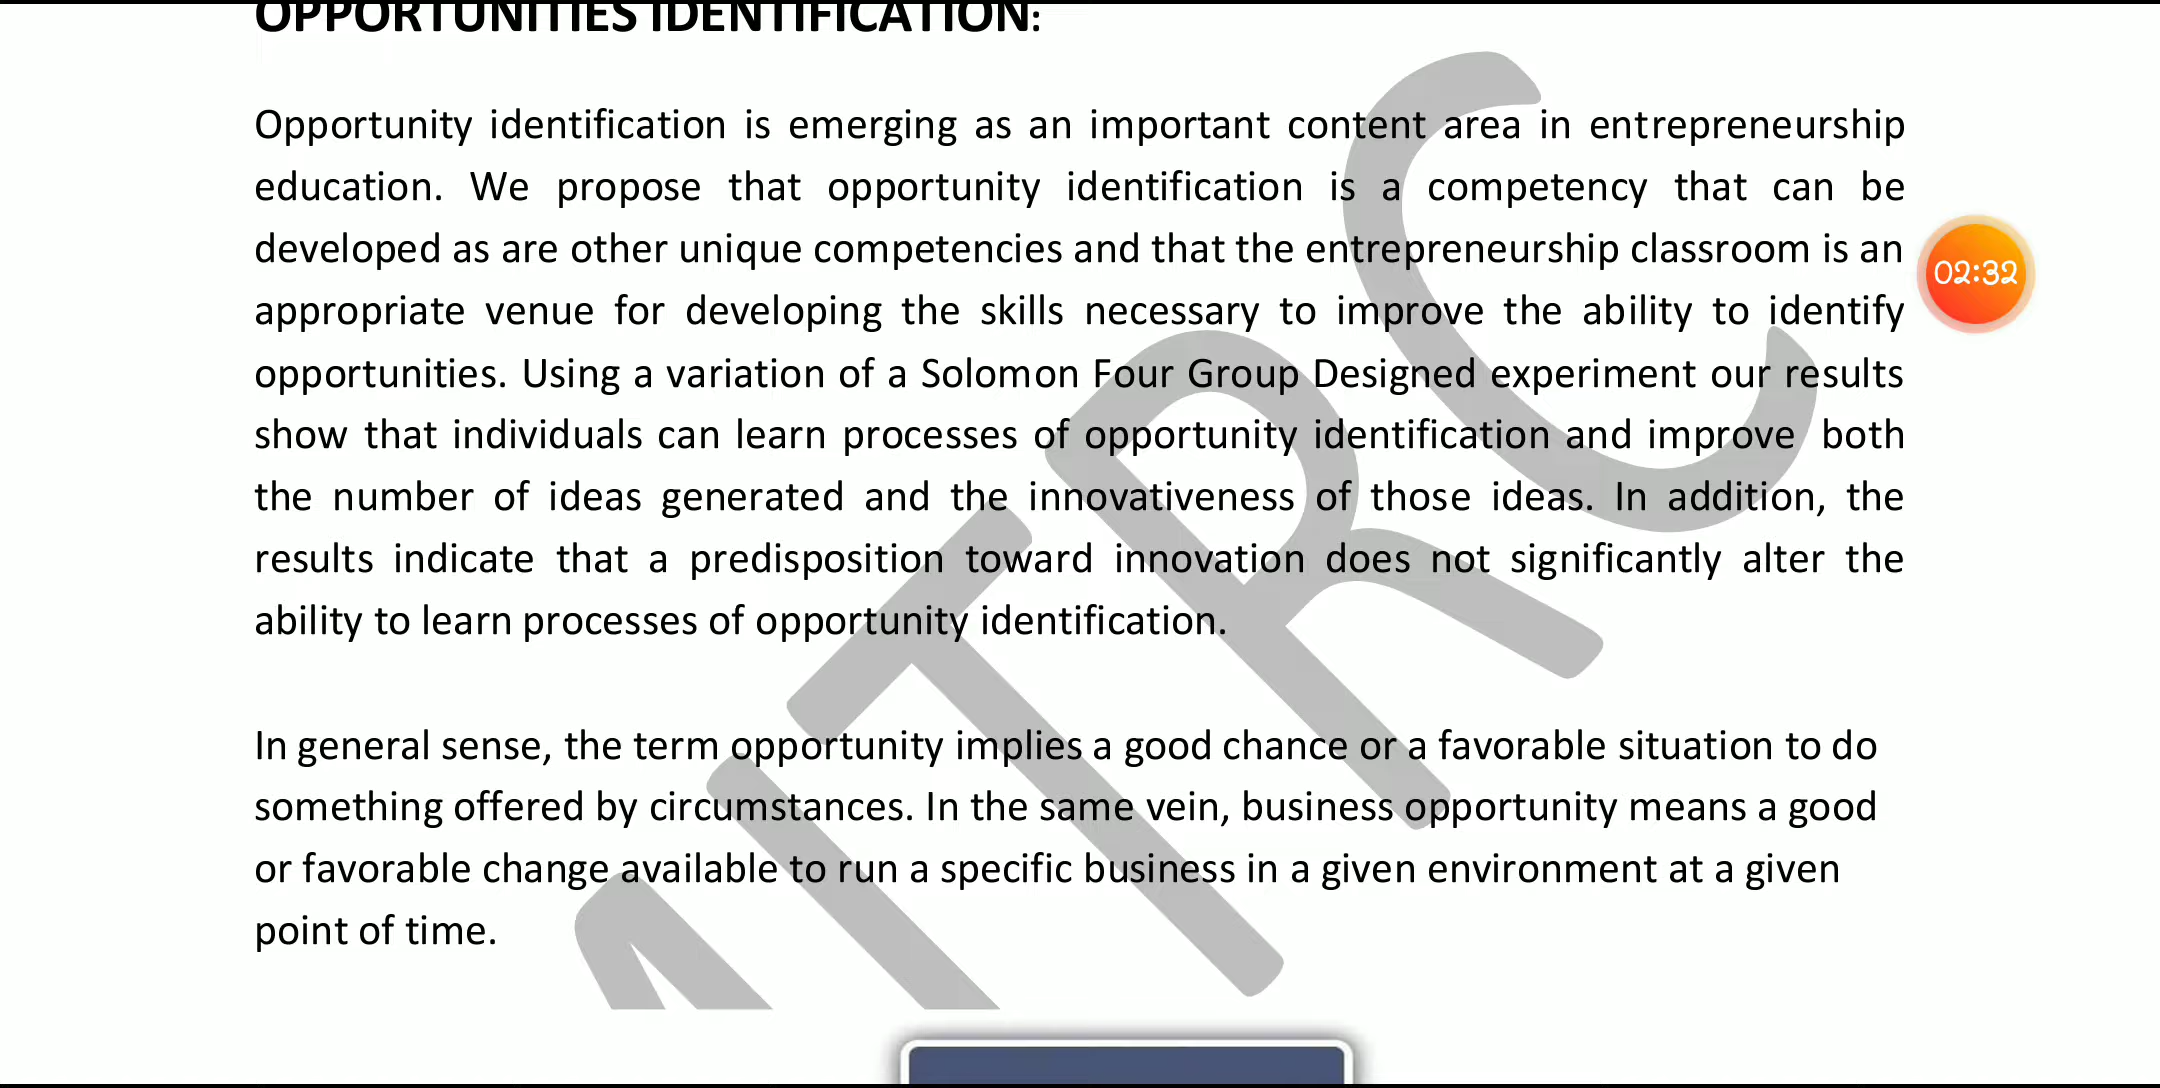 OPPORTUNITIES IDENTIFICATION:
Opportunity identification is emerging as an important content area in entrepreneurship
education. We propose that opportunity identification is a competency that can be
developed as are other unique competencies and that the entrepreneurship classroom is an
appropriate venue for developing the skills necessary to improve the ability to identify
opportunities. Using a variation of a Solomon Four Group Designed experiment our results
show that individuals can learn processes of opportunity identification and improve both
the number of ideas generated and the innovativeness of those ideas. In addition, the
results indicate that a predisposition toward innovation does not significantly alter the
ability to learn processes of opportunity identification.
In general sense, the term opportunity implies a good chance or a favorable situation to do
something offered by circumstances. In the same vein, business opportunity means a good
or favorable change available to run a specific business in a given environment at a given
point of time.
02:32